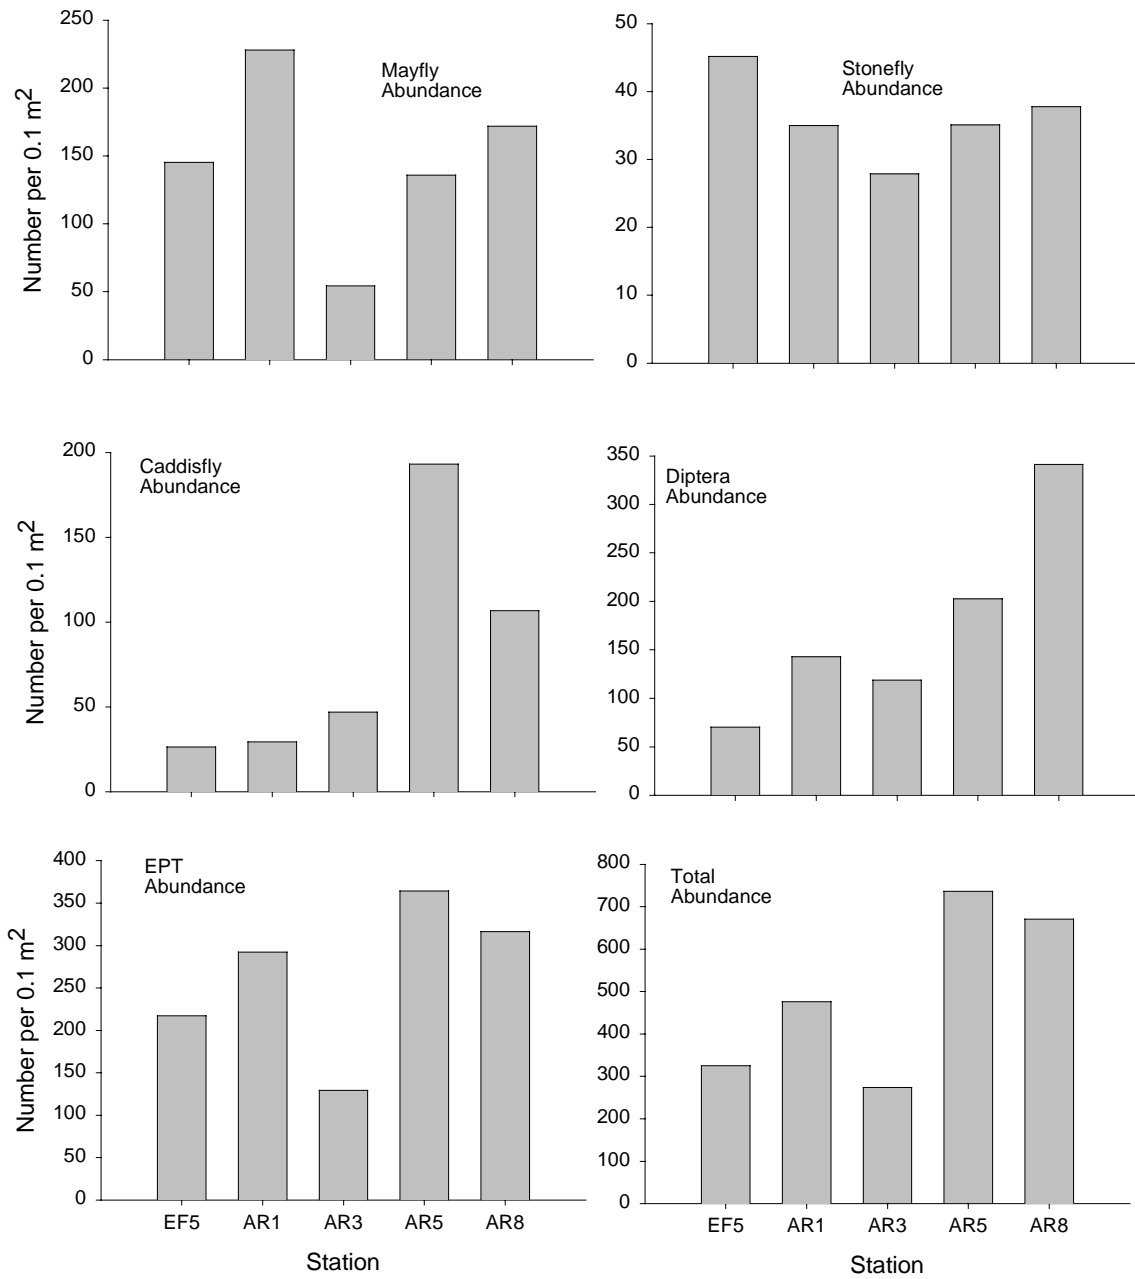 Number per 0.1 m²
250
200
150
100
50
0
Mayfly
Abundance
50
40
30
20
10
0
Stonefly
Abundance
Number per 0.1 m²
200
150
100
50
0
Caddisfly
Abundance
350
300
250
200
150
100
50
0
Diptera
Abundance
Number per 0.1 m²
400
350
300
250
200
150
100
50
0
EPT
Abundance
EF5 AR1 AR3 AR5 AR8
Station
800
700
600
500
400
300
200
100
0
Total
Abundance
EF5 AR1 AR3 AR5 AR8
Station